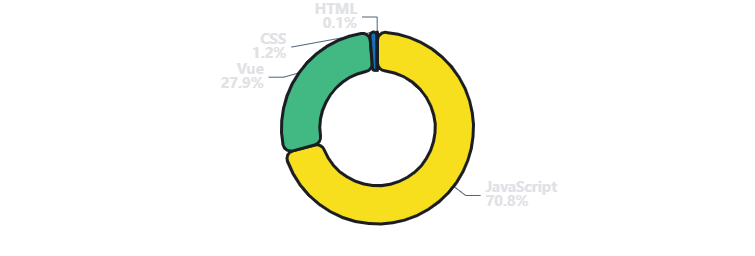 HTML
0.1%
CSS
1.2%
Vue
27.9%
JavaScript
70.8%